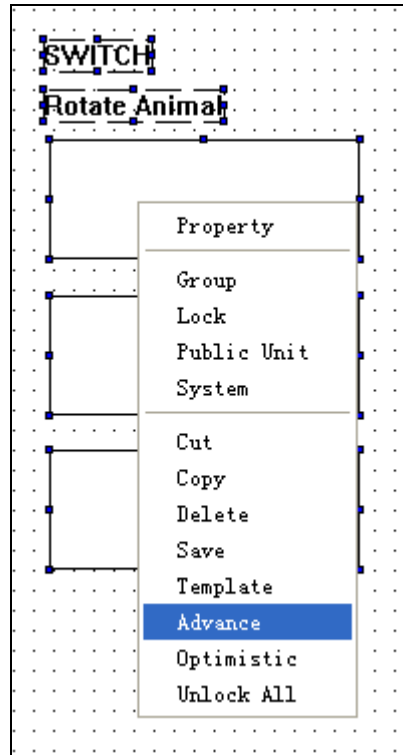 SWITCH
Rotate Animal
Property
Group
Lock
Public Unit
System
Cut
Copy
Delete
Save
Template
Advance
Optimistic
Unlock All